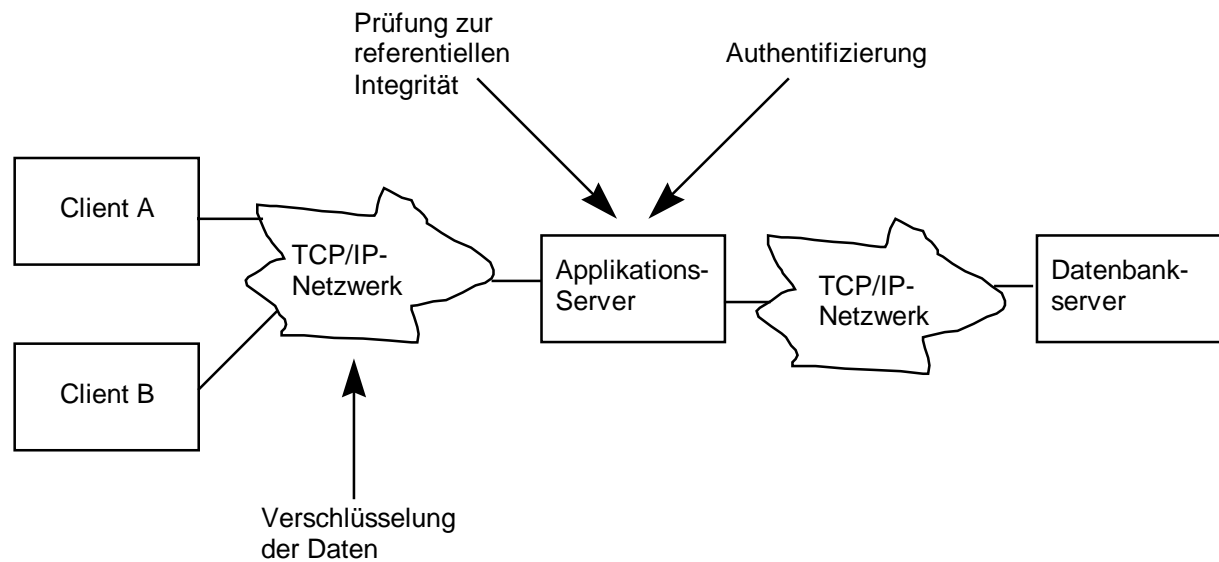 Prüfung zur
referentiellen
Integrität
Authentifizierung
Client A
TCP/IP-
Netzwerk
Applikations-
Server
TCP/IP-
Netzwerk
Datenbank-
server
Client B
Verschlüsselung
der Daten